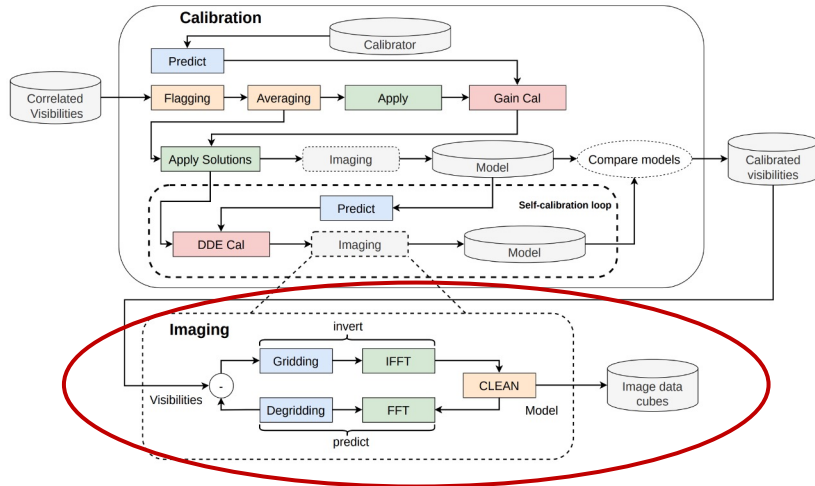 Calibration
Calibrator
Predict
Correlated
Visibilities
Flagging
Averaging
Apply
Gain Cal
Apply Solutions
Imaging
Model
Compare models
Calibrated
visibilities
Predict
Self-calibration loop
DDE Cal
Imaging
Model
Imaging
invert
Gridding
IFFT
CLEAN
Image data
cubes
-
Visibilities
Degridding
FFT
Model
predict